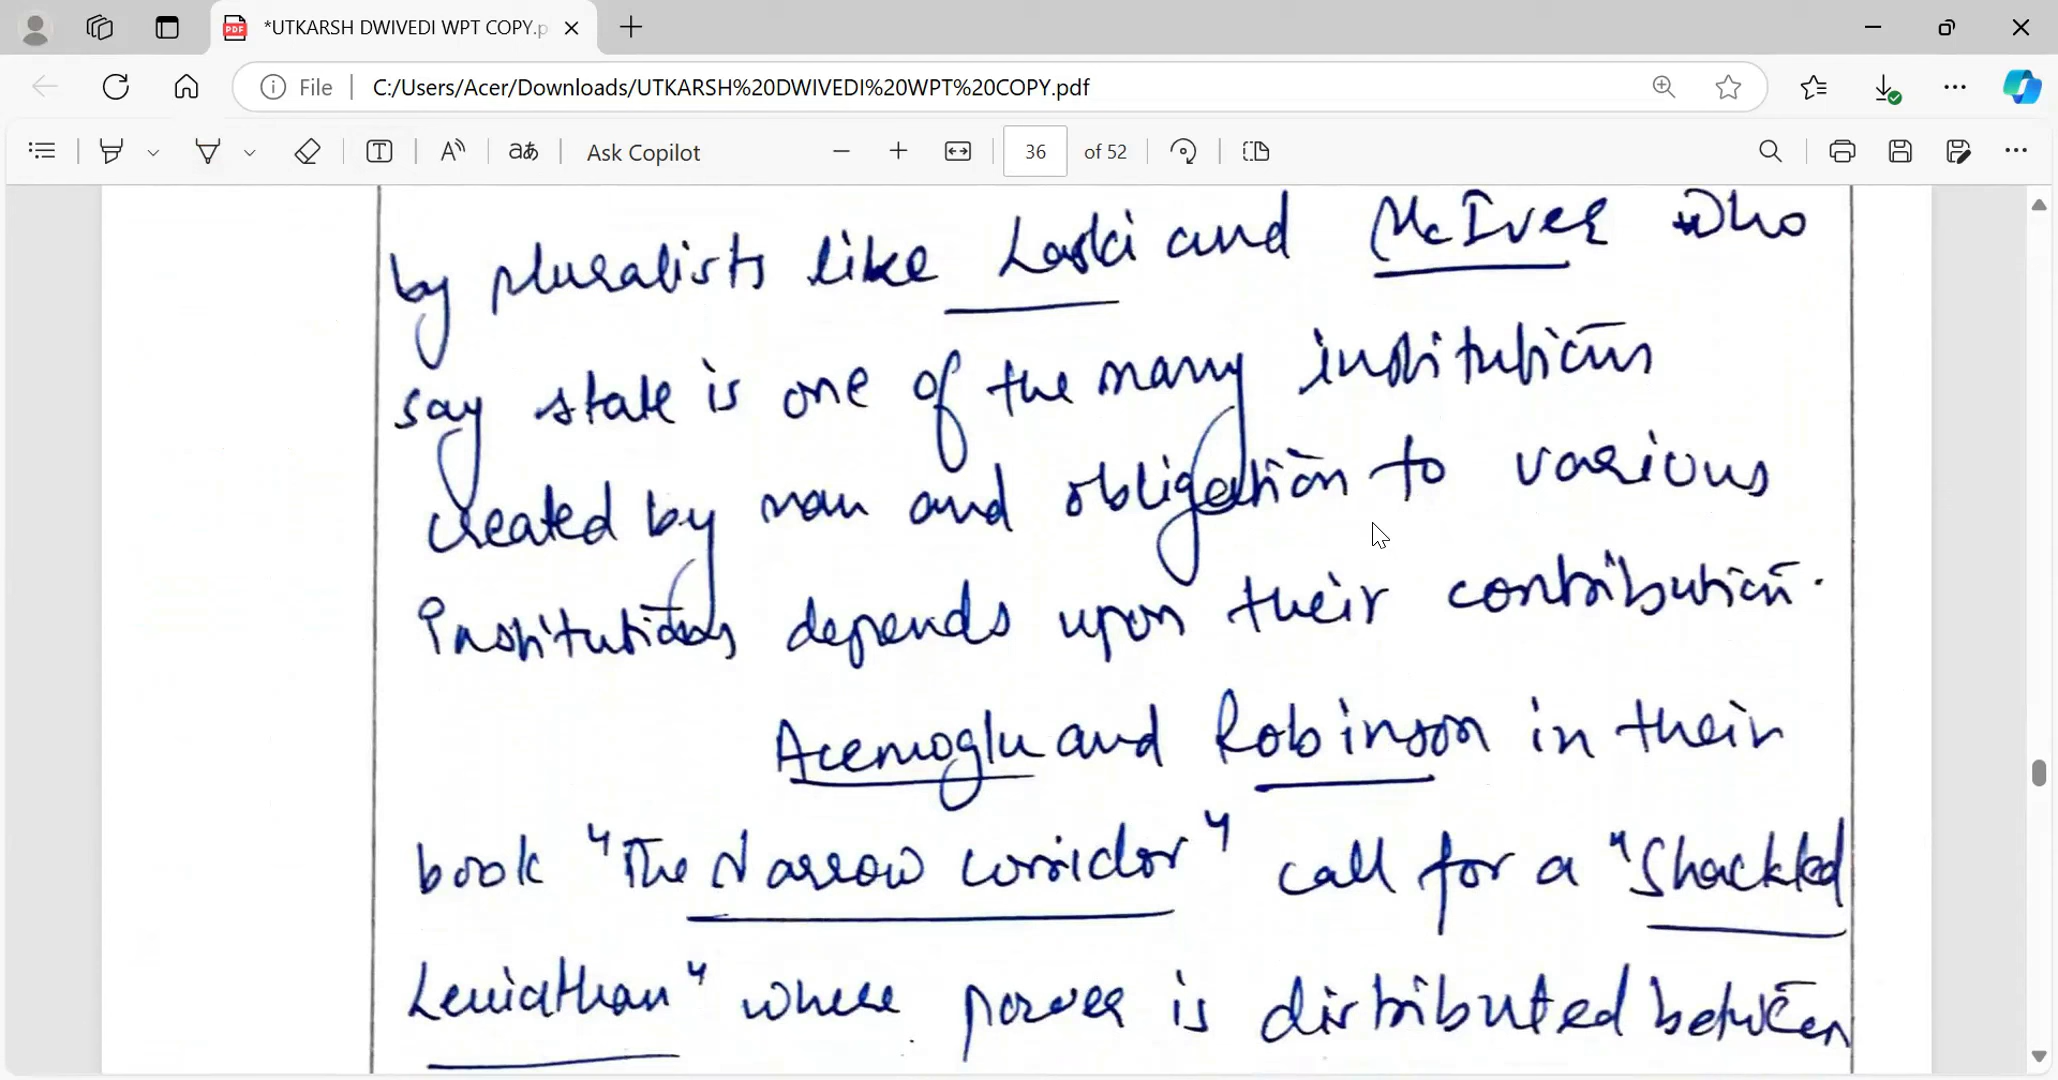 *UTKARSH DWIVEDI WPT COPY.p
File C:/Users/Acer/Downloads/UTKARSH%20DWIVEDI%20WPT%20COPY.pdf
Ask Copilot 36 of 52
by pluralists like Laski and McIver who
say state is one of the many institutions
created by man and obligation to various
institutions depends upon their contribution.
Acemoglu and Robinson in their
book "The Narrow corridor" call for a "Shackled
Leviathan" where power is distributed between